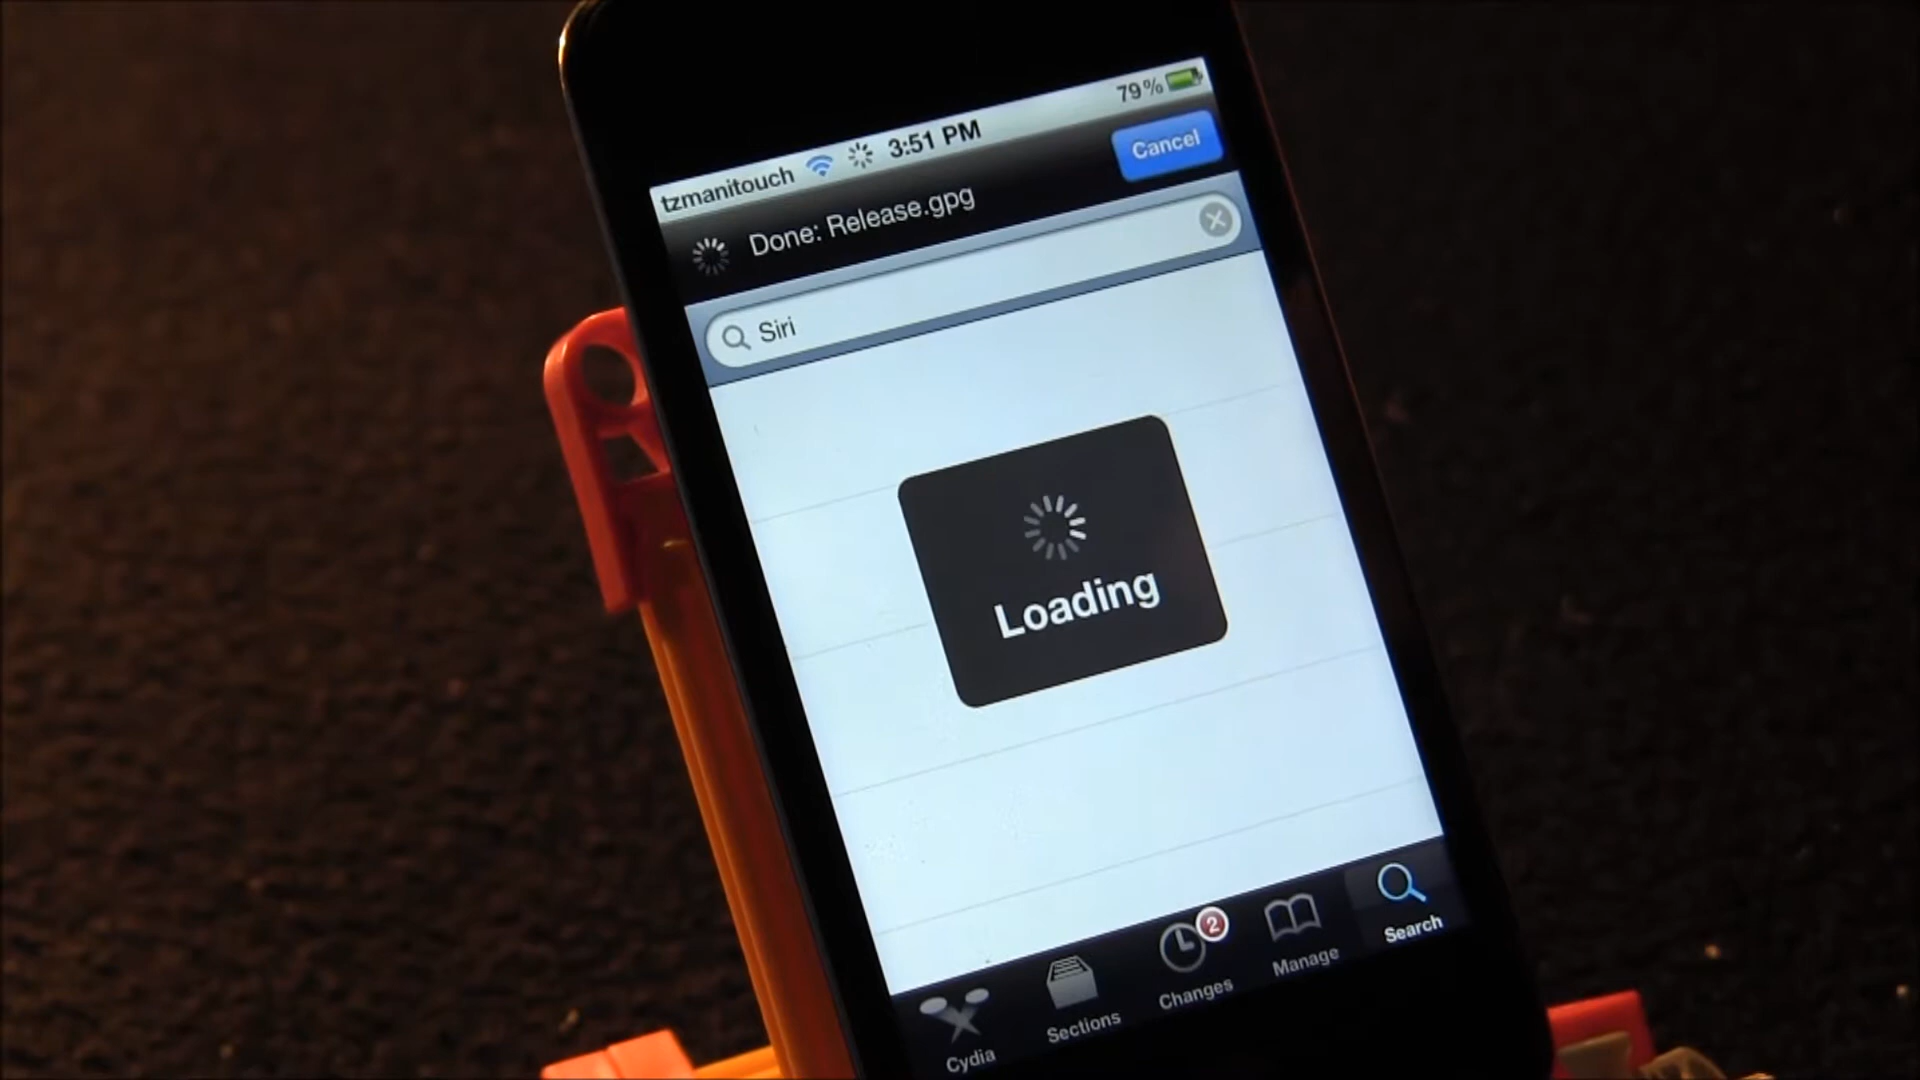 tzmanitouch 3:51 PM 79%
Done: Release.gpg Cancel
Siri
Loading
Cydia Sections Changes 2 Manage Search